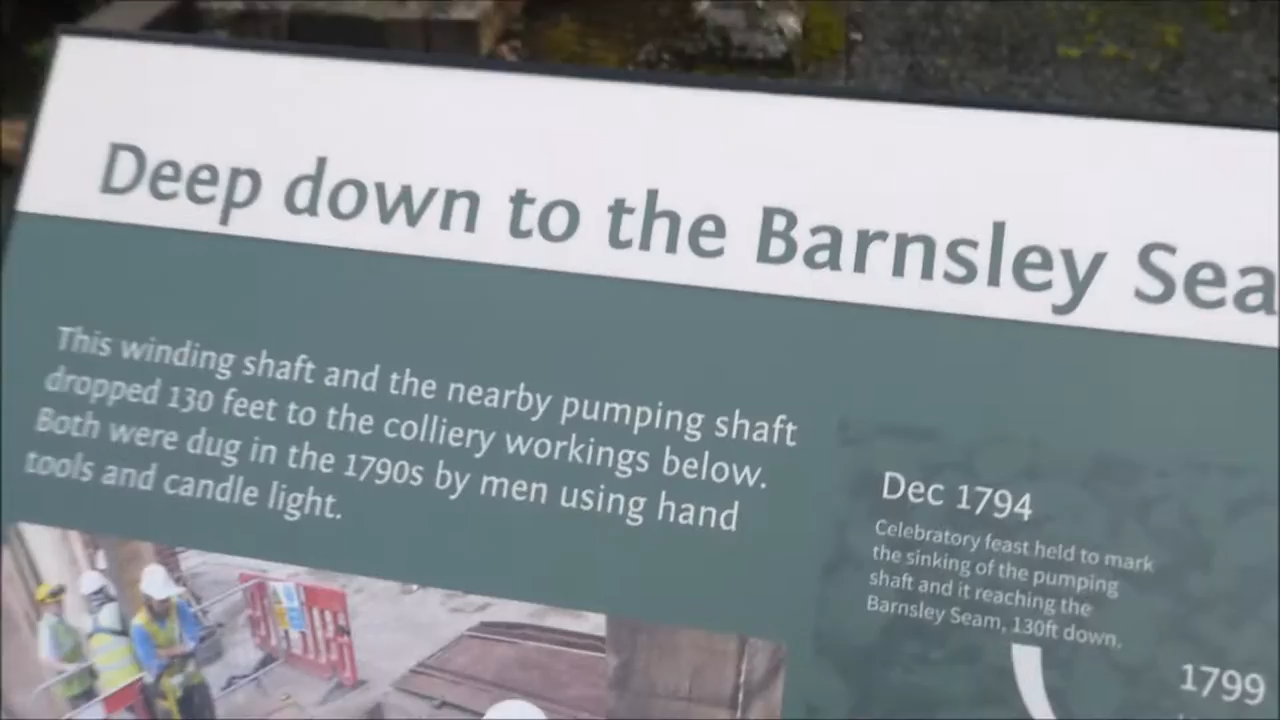 Deep down to the Barnsley Sea
This winding shaft and the nearby pumping shaft
dropped 130 feet to the colliery workings below.
Both were dug in the 1790s by men using hand
tools and candle light.
Dec 1794
Celebratory feast held to mark
the sinking of the pumping
shaft and it reaching the
Barnsley Seam, 130ft down.
1799